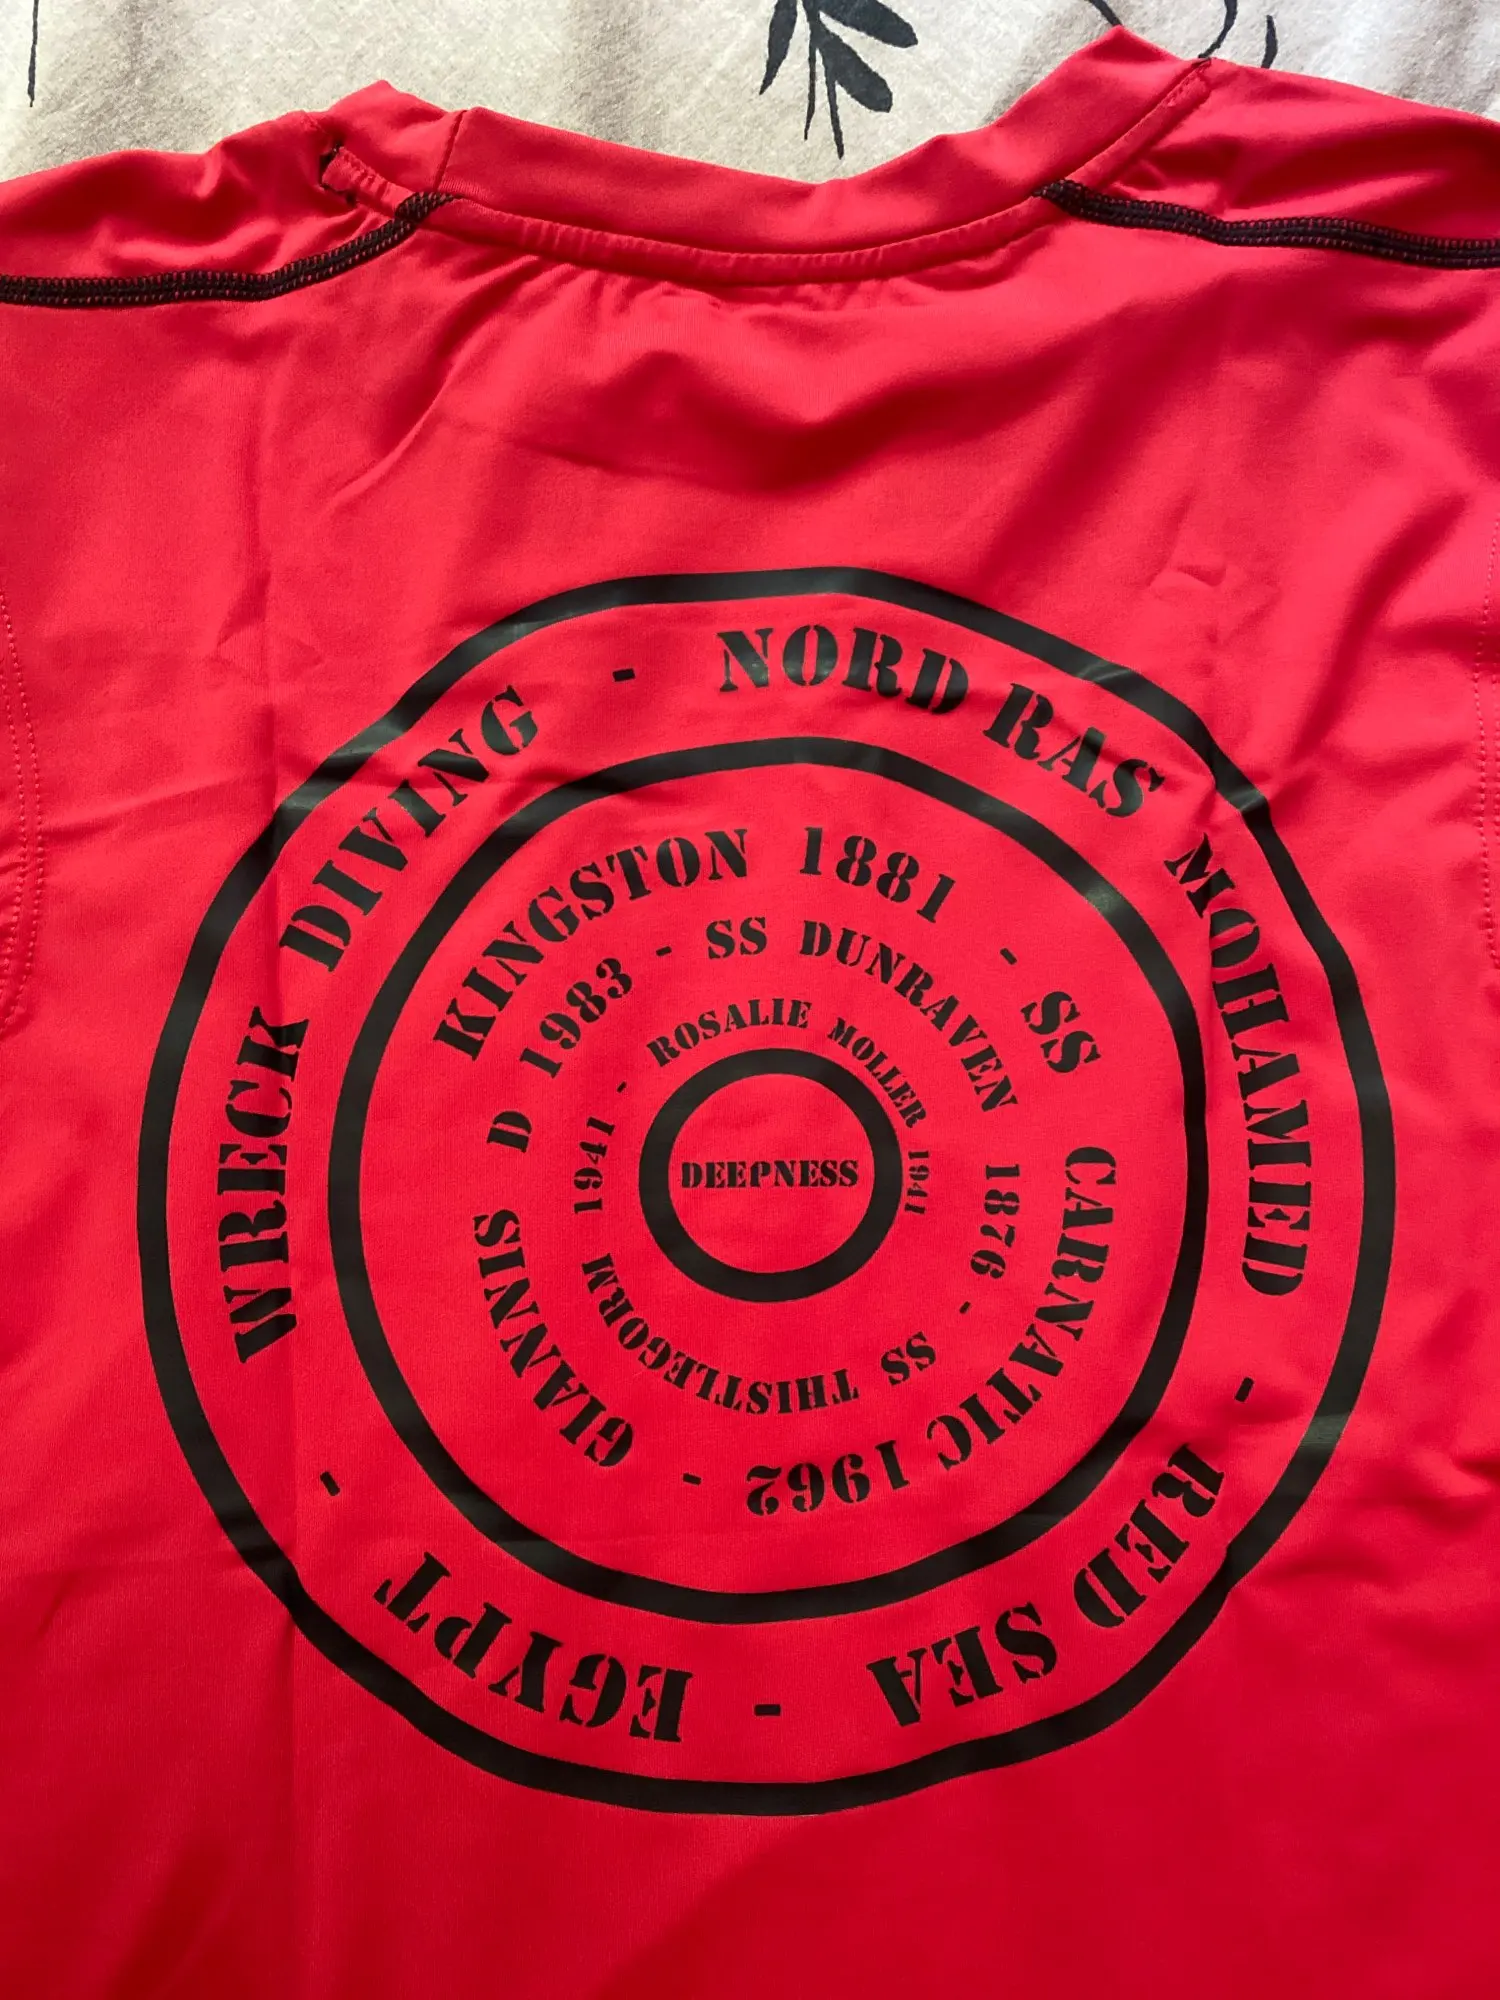 WRECK DIVING - NORD RAS MOHAMED - RED SEA - EGYPT -
KINGSTON 1881 - SS CARNATIC 1962 - GIANNIS D 1983 - SS DUNRAVEN 1876 - SS THISTLEGORM 1941 - ROSALIE MOLLER 1941
DEEPNESS